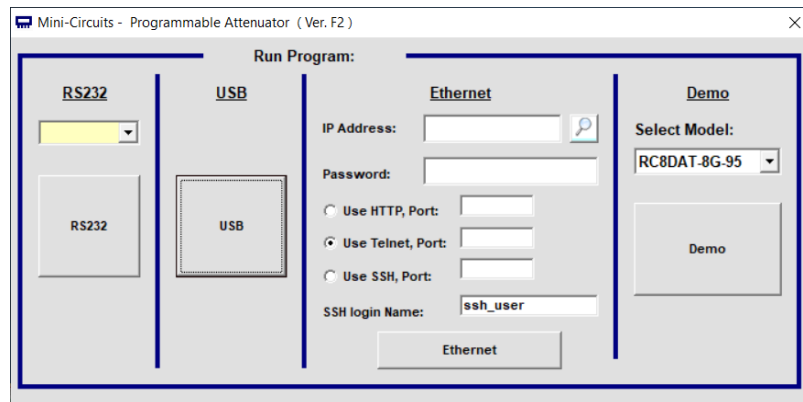 Mini-Circuits - Programmable Attenuator ( Ver. F2 )
Run Program:
RS232
RS232
USB
USB
Ethernet
IP Address:
Password:
Use HTTP, Port:
Use Telnet, Port:
Use SSH, Port:
SSH login Name:
ssh_user
Ethernet
Demo
Select Model:
RC8DAT-8G-95
Demo